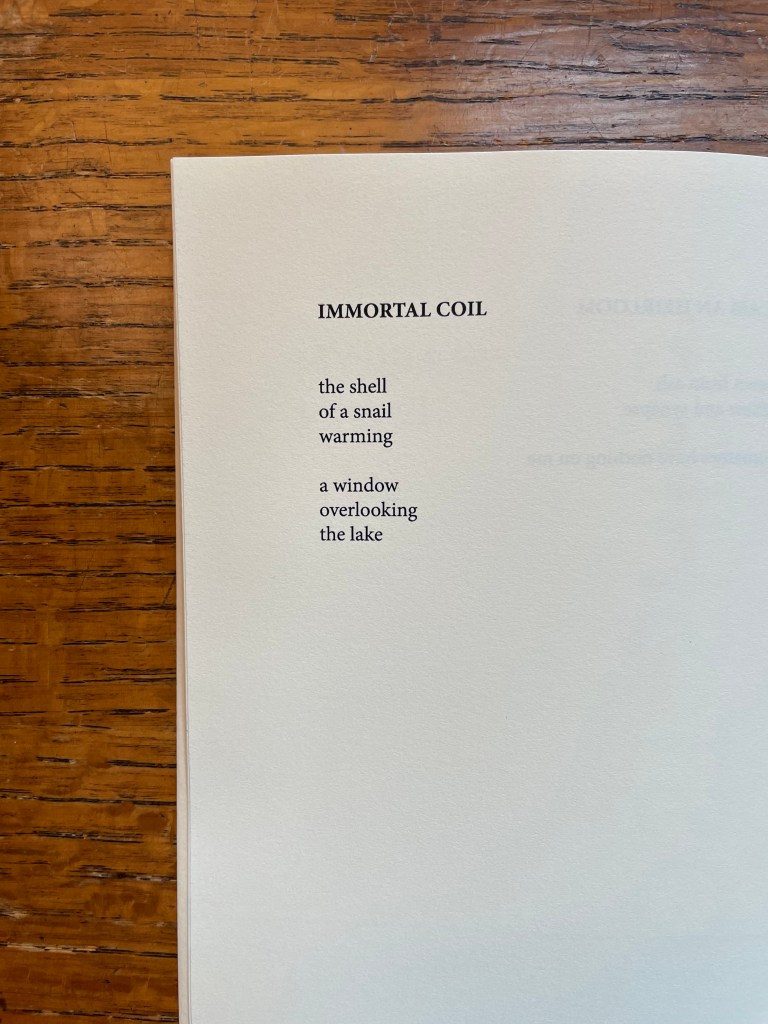 IMMORTAL COIL
the shell
of a snail
warming
a window
overlooking
the lake